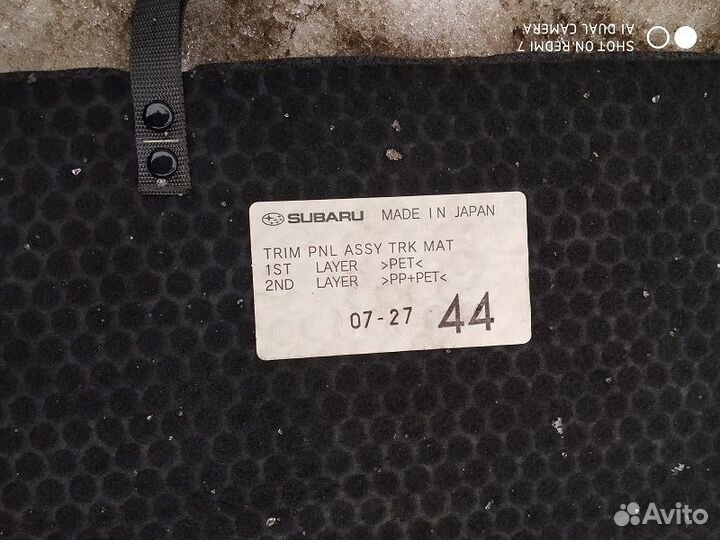 SHOT ON REDMI 7
AI DUAL CAMERA
SUBARU MADE IN JAPAN
TRIM PNL ASSY TRK MAT
1ST LAYER >PET<
2ND LAYER >PP+PET<
07-27 44
Avito